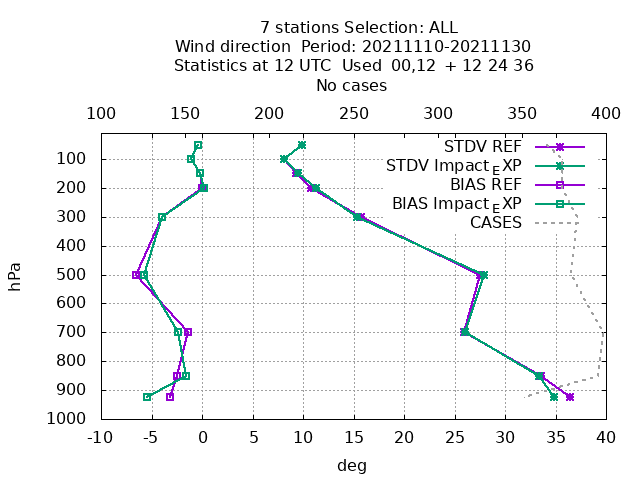 7 stations Selection: ALL
Wind direction  Period: 20211110-20211130
Statistics at 12 UTC  Used  00,12  + 12 24 36
No cases
100 150 200 250 300 350 400
STDV REF
STDV Impact_EXP
BIAS REF
BIAS Impact_EXP
CASES
hPa
100
200
300
400
500
600
700
800
900
1000
-10 -5 0 5 10 15 20 25 30 35 40
deg